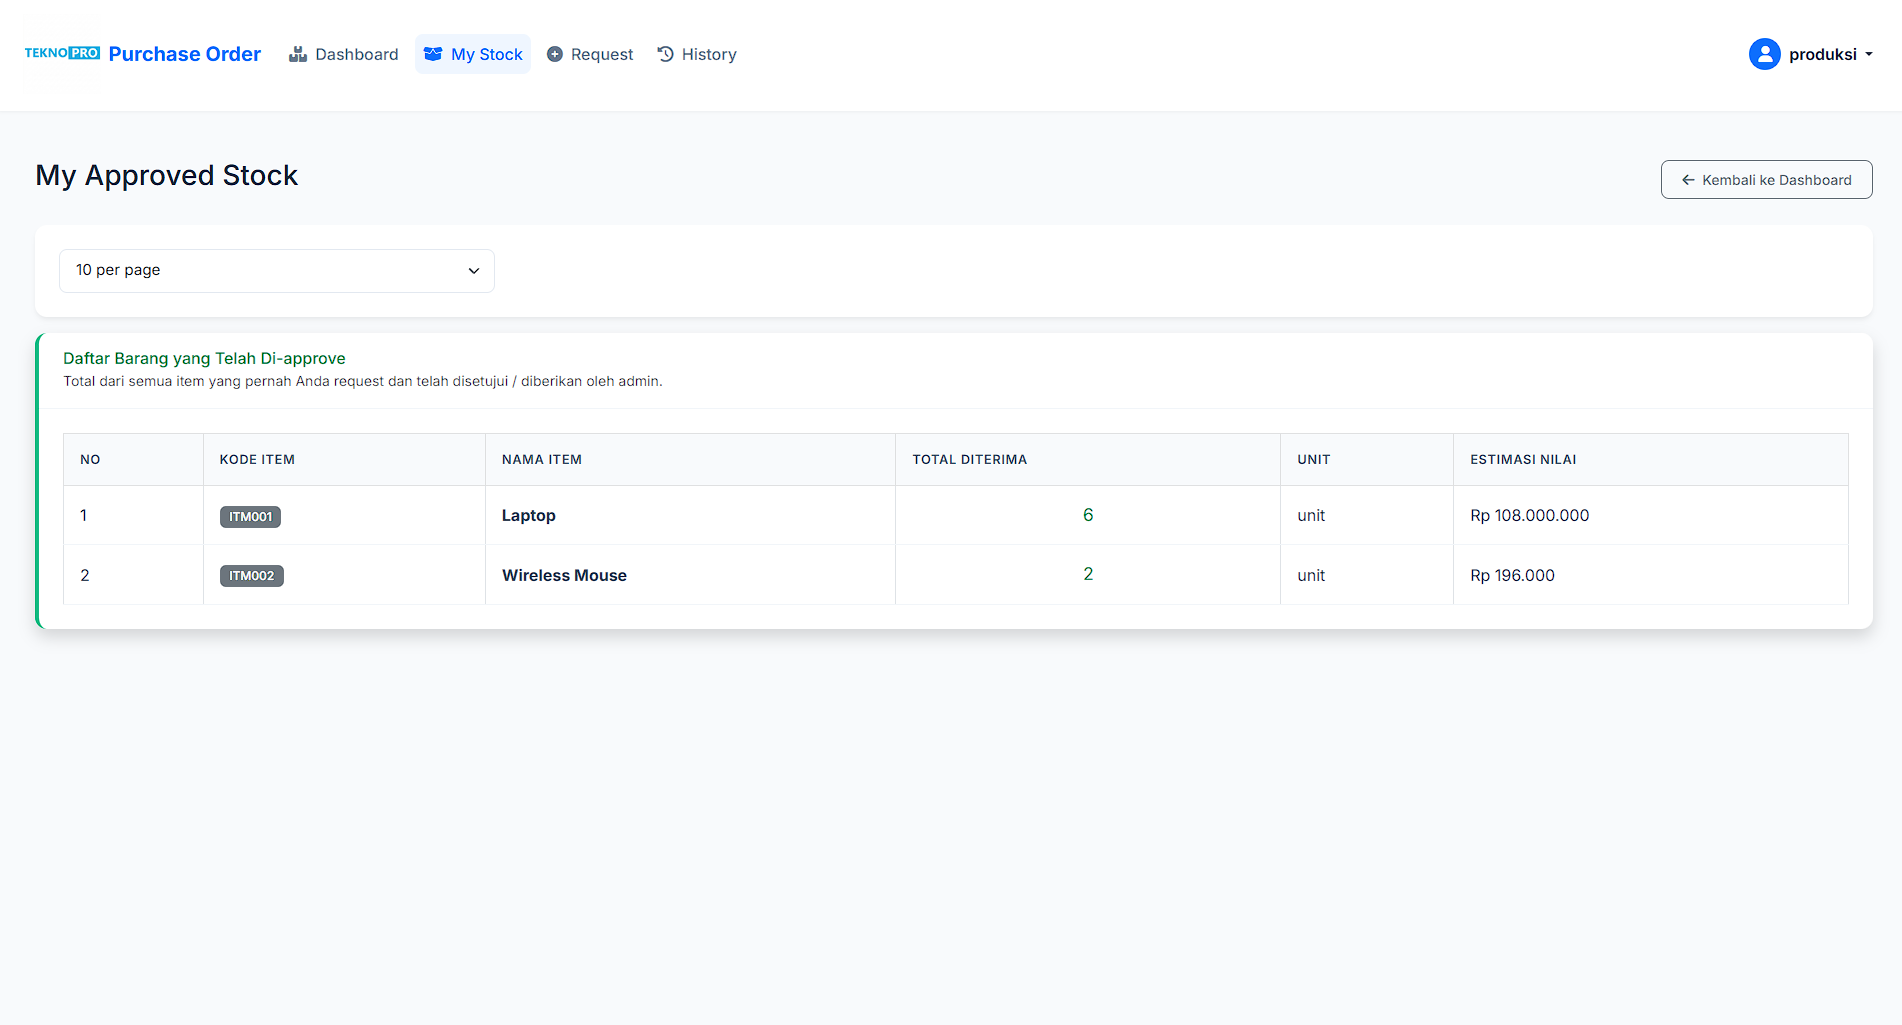 TEKNOPRO Purchase Order Dashboard My Stock Request History produksi
My Approved Stock
Kembali ke Dashboard
10 per page
Daftar Barang yang Telah Di-approve
Total dari semua item yang pernah Anda request dan telah disetujui / diberikan oleh admin.
NO KODE ITEM NAMA ITEM TOTAL DITERIMA UNIT ESTIMASI NILAI
1 ITM001 Laptop 6 unit Rp 108.000.000
2 ITM002 Wireless Mouse 2 unit Rp 196.000